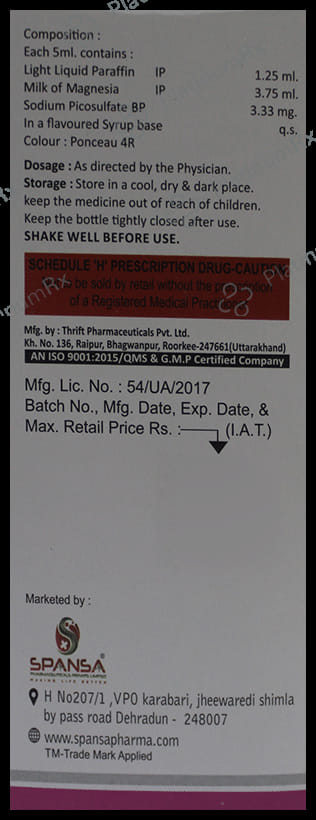 Composition :
Each 5ml. contains :
Light Liquid Paraffin IP 1.25 ml.
Milk of Magnesia IP 3.75 ml.
Sodium Picosulfate BP 3.33 mg.
In a flavoured Syrup base q.s.
Colour : Ponceau 4R
Dosage : As directed by the Physician.
Storage : Store in a cool, dry & dark place.
keep the medicine out of reach of children.
Keep the bottle tightly closed after use.
SHAKE WELL BEFORE USE.
SCHEDULE 'H' PRESCRIPTION DRUG-CAUTION:
to be sold by retail without the prescription
of a Registered Medical Practitioner
Mfg. by : Thrift Pharmaceuticals Pvt. Ltd.
Kh. No. 136, Raipur, Bhagwanpur, Roorkee-247661(Uttarakhand)
AN ISO 9001:2015/QMS & G.M.P Certified Company
Mfg. Lic. No. : 54/UA/2017
Batch No., Mfg. Date, Exp. Date, &
Max. Retail Price Rs. : (I.A.T.)
Marketed by :
SPANSA®
PHARMACEUTICALS PRIVATE LIMITED
MAKING LIFE BETTER
H No207/1 ,VPO karabari, jheewaredi shimla
by pass road Dehradun - 248007
www.spansapharma.com
TM-Trade Mark Applied